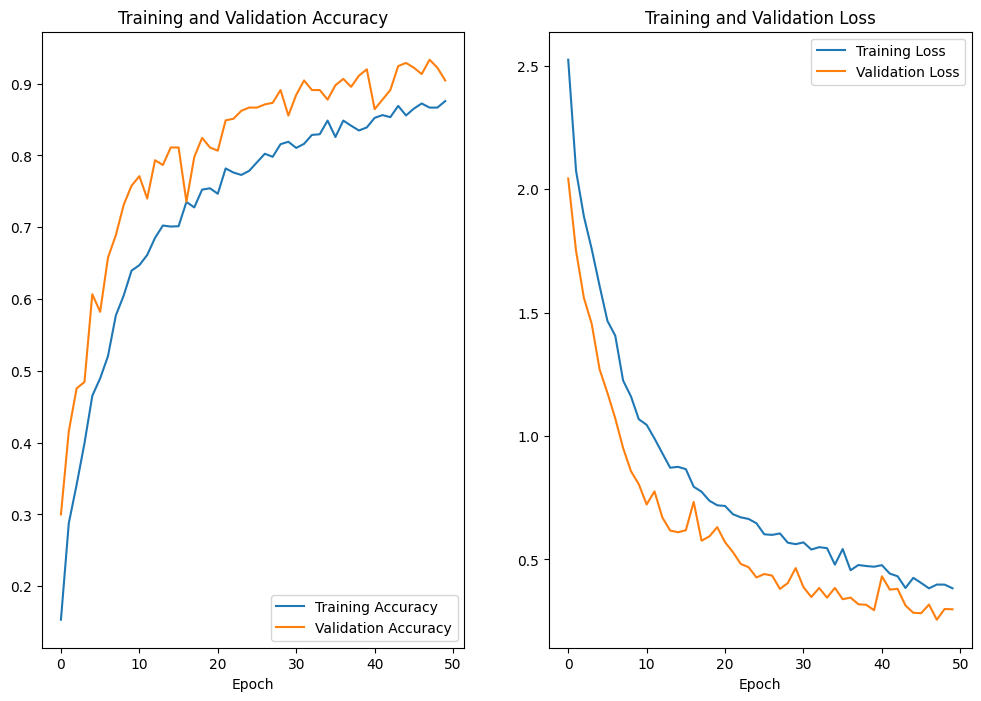 Training and Validation Accuracy
0.9
0.8
0.7
0.6
0.5
0.4
0.3
0.2
Training Accuracy
Validation Accuracy
0 10 20 30 40 50
Epoch
Training and Validation Loss
Training Loss
Validation Loss
2.5
2.0
1.5
1.0
0.5
0 10 20 30 40 50
Epoch